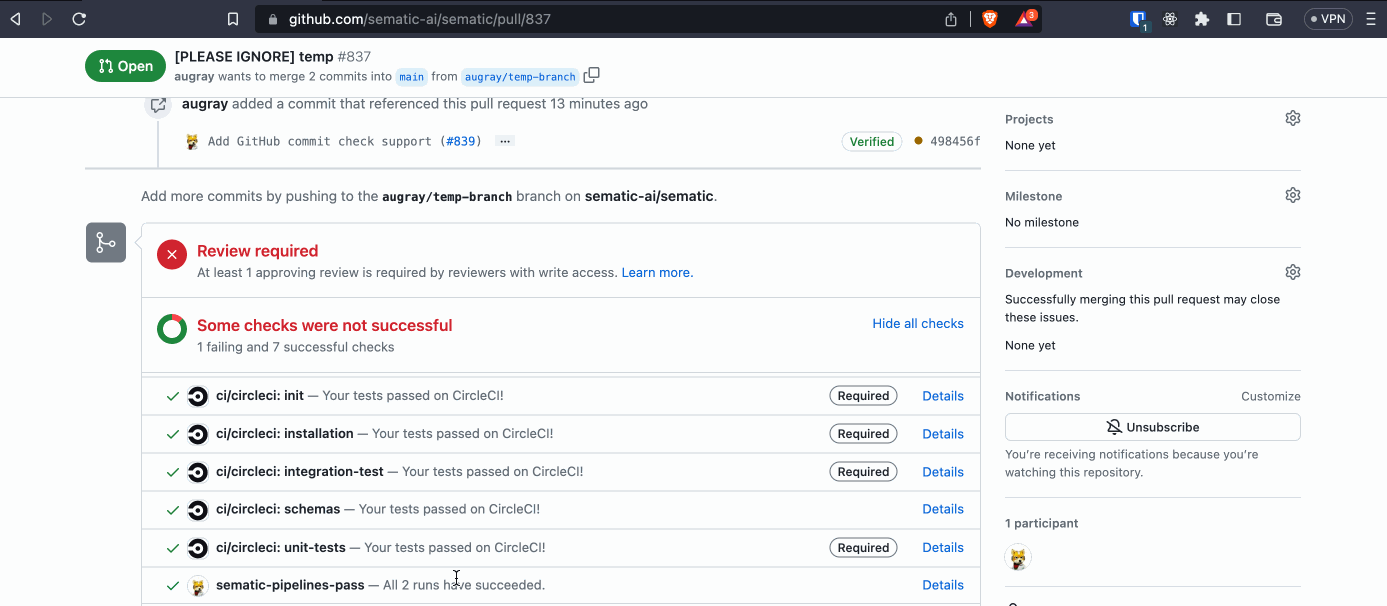 github.com/sematic-ai/sematic/pull/837
3
1
VPN
Open
[PLEASE IGNORE] temp #837
augray wants to merge 2 commits into main from augray/temp-branch
augray added a commit that referenced this pull request 13 minutes ago
Add GitHub commit check support (#839) ...
Verified
498456f
Add more commits by pushing to the augray/temp-branch branch on sematic-ai/sematic.
Review required
At least 1 approving review is required by reviewers with write access. Learn more.
Some checks were not successful
1 failing and 7 successful checks
Hide all checks
ci/circleci: init — Your tests passed on CircleCI! Required Details
ci/circleci: installation — Your tests passed on CircleCI! Required Details
ci/circleci: integration-test — Your tests passed on CircleCI! Required Details
ci/circleci: schemas — Your tests passed on CircleCI! Details
ci/circleci: unit-tests — Your tests passed on CircleCI! Required Details
sematic-pipelines-pass — All 2 runs have succeeded. Details
Projects
None yet
Milestone
No milestone
Development
Successfully merging this pull request may close
these issues.
None yet
Notifications Customize
Unsubscribe
You're receiving notifications because you're
watching this repository.
1 participant